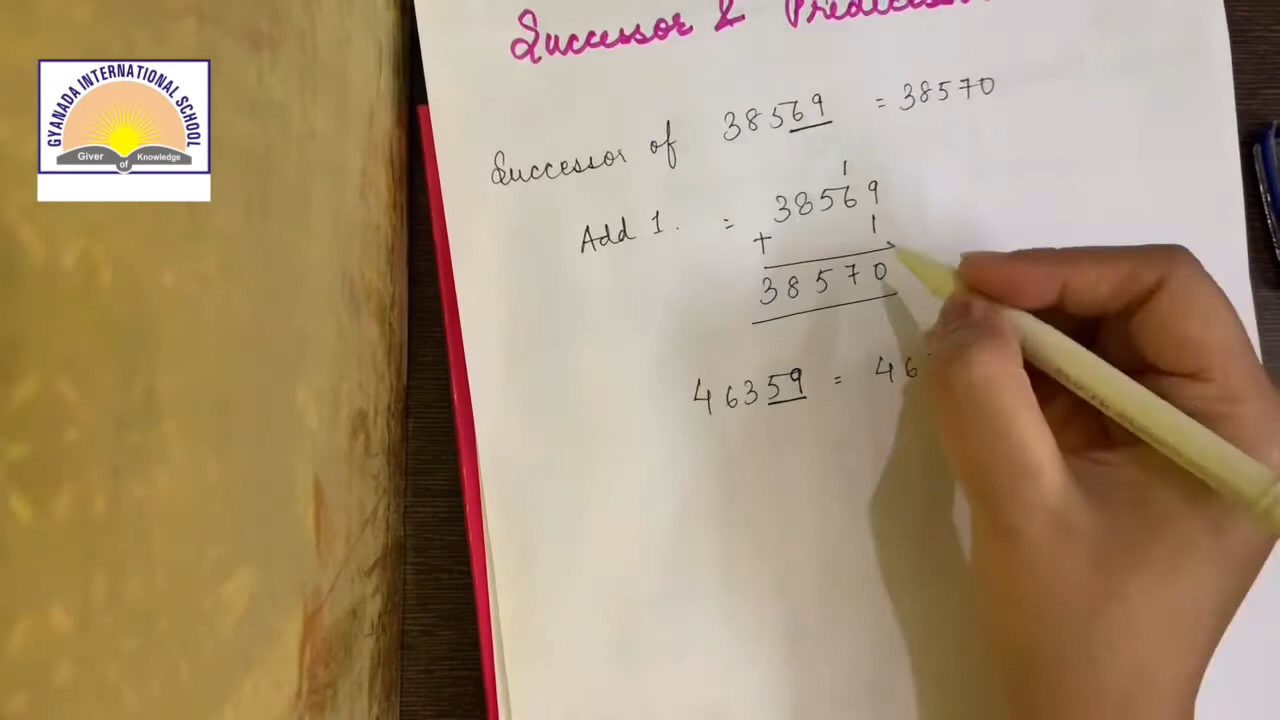 GYANADA INTERNATIONAL SCHOOL
Giver of Knowledge
Successor &
Successor of 38569 = 38570
1
Add 1. = 38569
+ 1
38570
46359 = 46